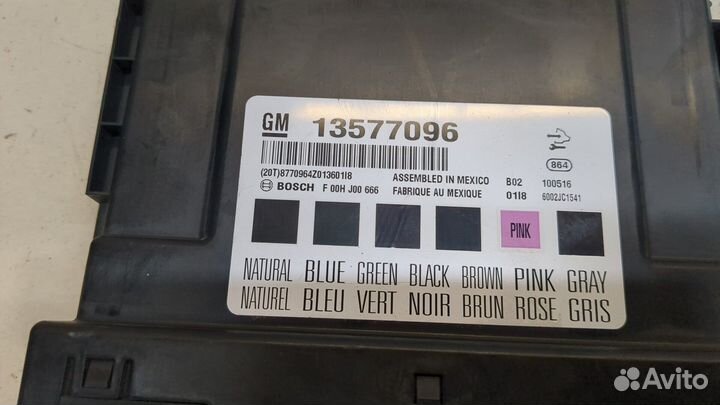 GM 13577096
864
(20T)8770964Z013601I8 ASSEMBLED IN MEXICO B02 100516
BOSCH F 00H J00 666 FABRIQUE AU MEXIQUE 01I8 6002JC1541
PINK
NATURAL BLUE GREEN BLACK BROWN PINK GRAY
NATUREL BLEU VERT NOIR BRUN ROSE GRIS
Avito